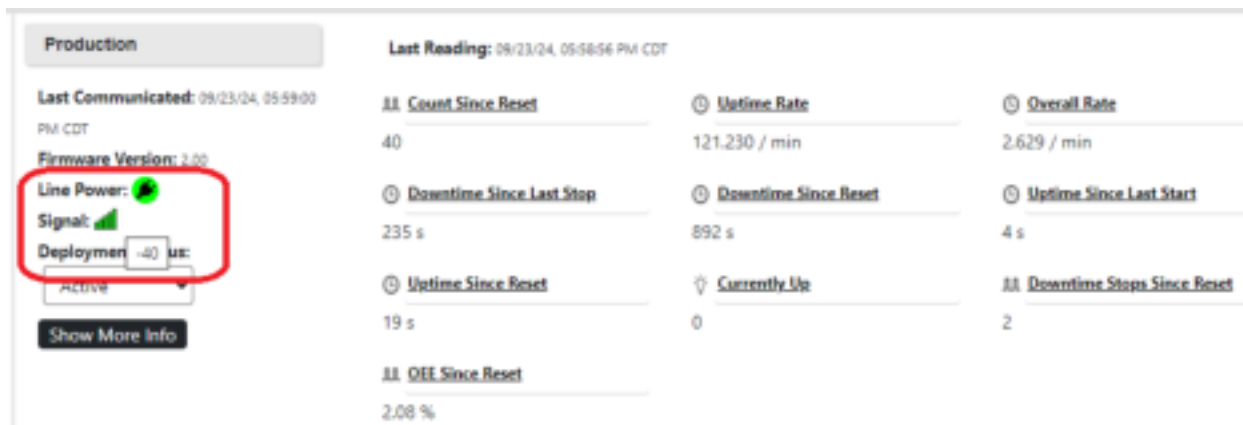 Production
Last Reading: 09/23/24, 05:58:56 PM CDT
Last Communicated: 09/23/24, 05:59:00
PM CDT
Firmware Version: 2.00
Line Power:
Signal:
Deploymen -40 us:
Active
Show More Info
Count Since Reset
40
Uptime Rate
121.230 / min
Overall Rate
2.629 / min
Downtime Since Last Stop
235 s
Downtime Since Reset
892 s
Uptime Since Last Start
4 s
Uptime Since Reset
19 s
Currently Up
0
Downtime Stops Since Reset
2
OEE Since Reset
2.08 %